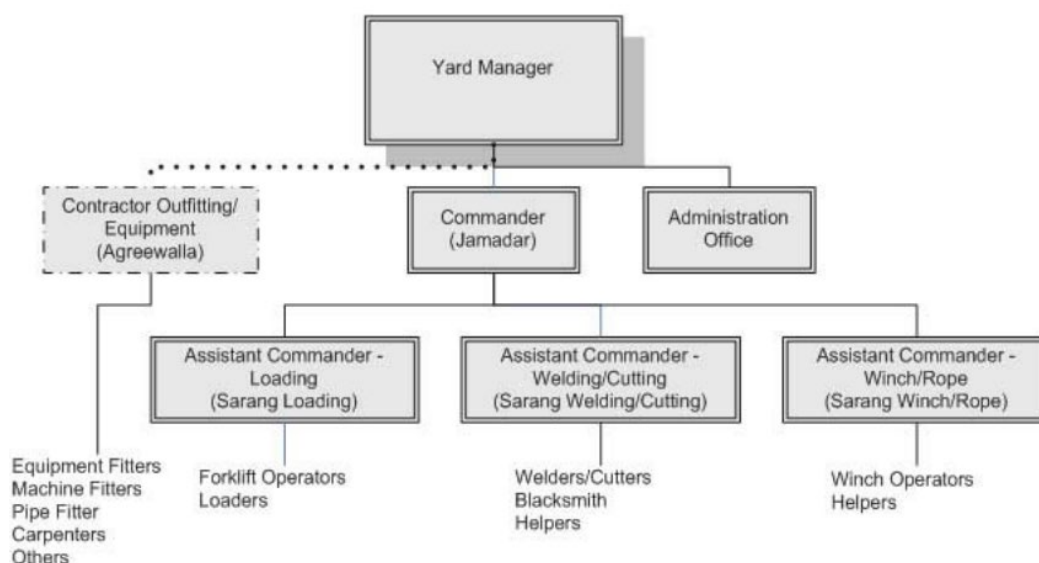 Yard Manager
Contractor Outfitting/
Equipment
(Agreewalla)
Commander
(Jamadar)
Administration
Office
Assistant Commander -
Loading
(Sarang Loading)
Assistant Commander -
Welding/Cutting
(Sarang Welding/Cutting)
Assistant Commander -
Winch/Rope
(Sarang Winch/Rope)
Equipment Fitters
Machine Fitters
Pipe Fitter
Carpenters
Others
Forklift Operators
Loaders
Welders/Cutters
Blacksmith
Helpers
Winch Operators
Helpers